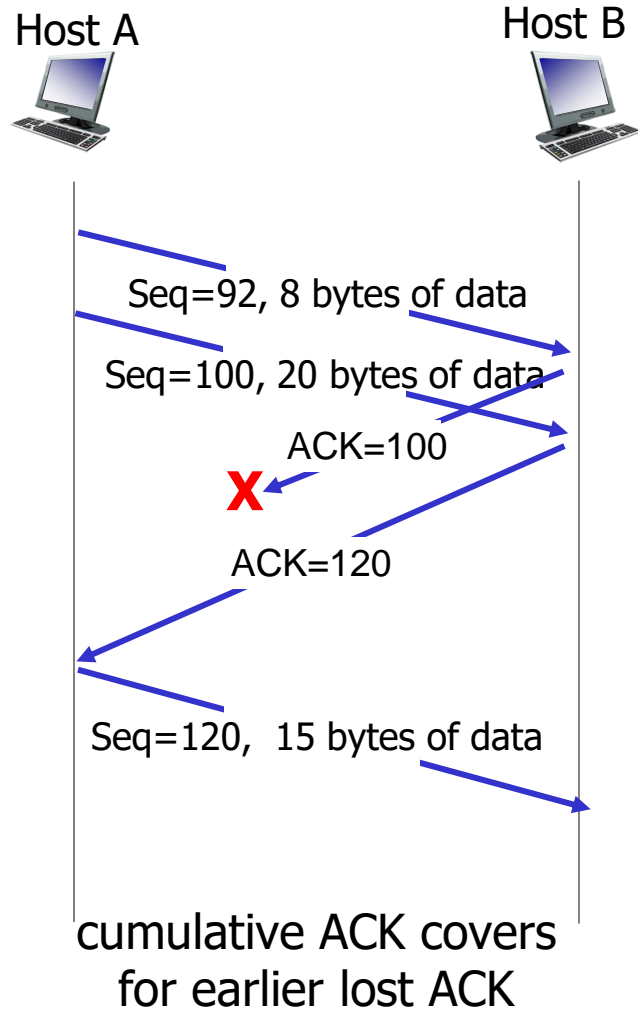 Host A
Host B
Seq=92, 8 bytes of data
Seq=100, 20 bytes of data
ACK=100
X
ACK=120
Seq=120, 15 bytes of data
cumulative ACK covers
for earlier lost ACK